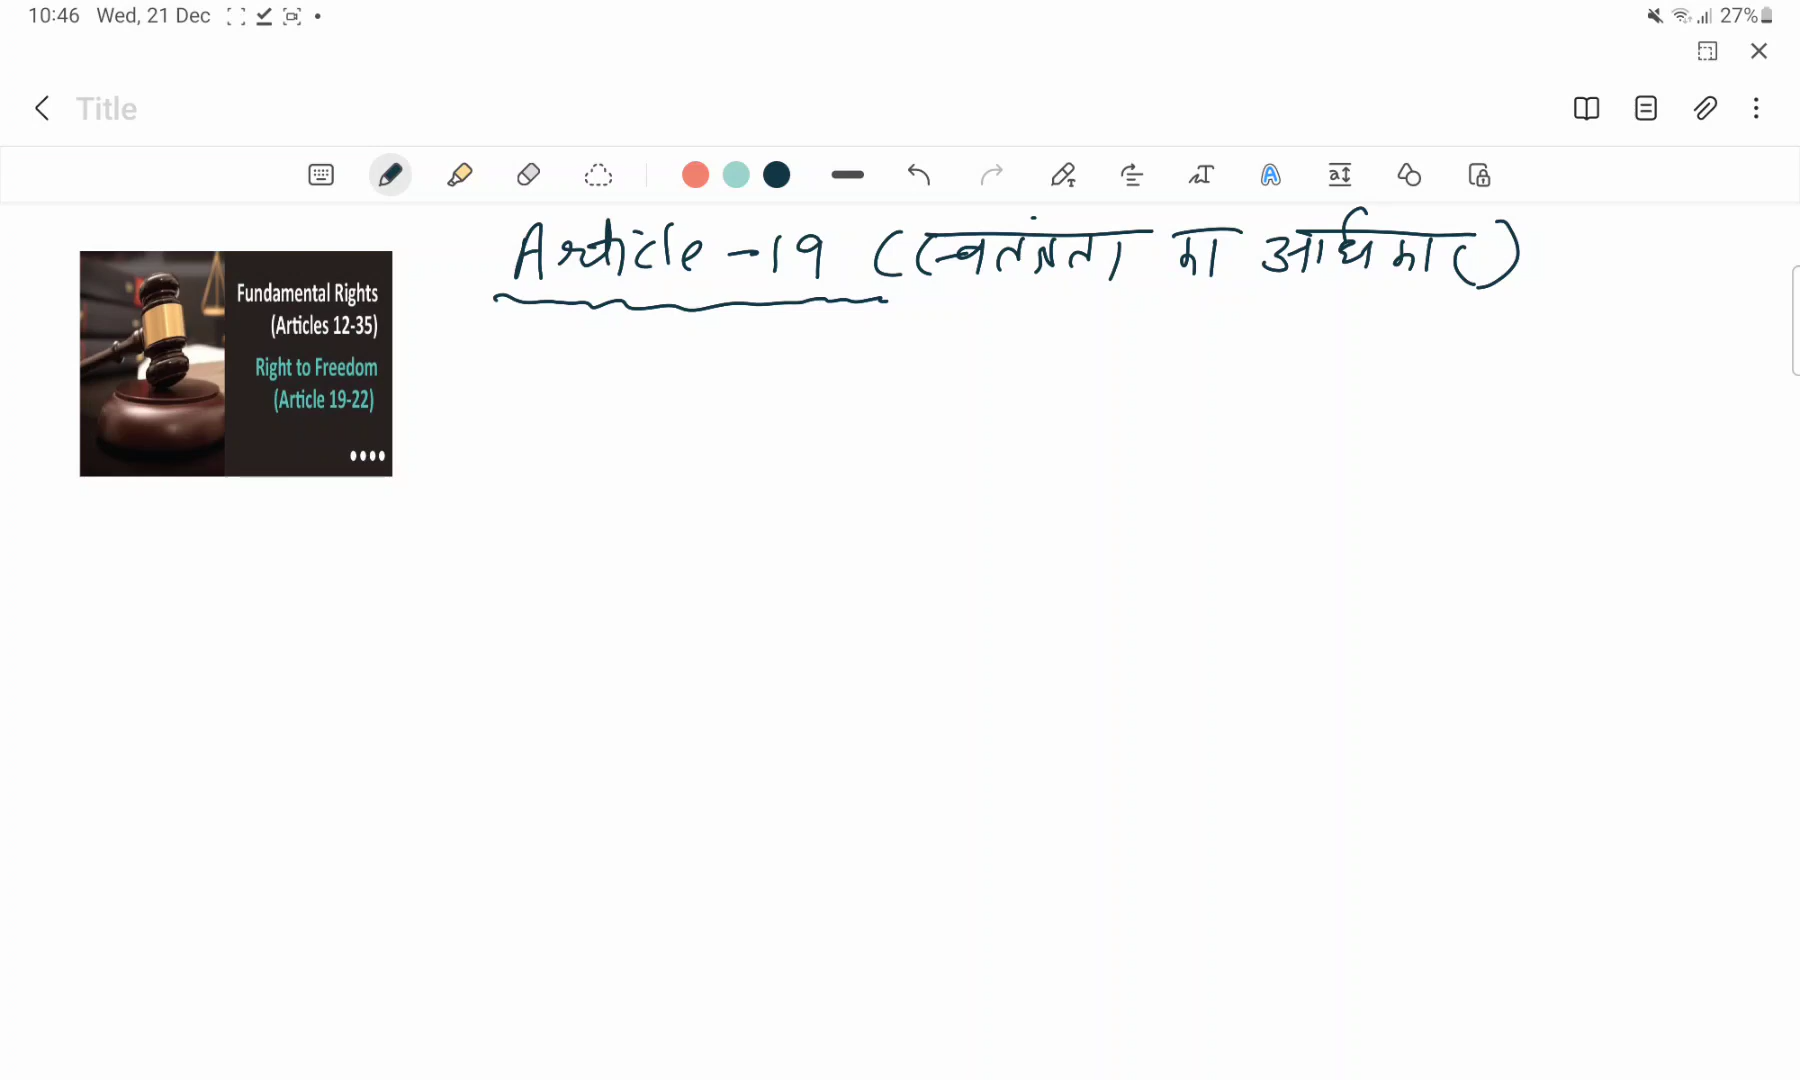 10:46 Wed, 21 Dec
27%
Title
Article -19 (स्वतंत्रता का अधिकार)
Fundamental Rights
(Articles 12-35)
Right to Freedom
(Article 19-22)